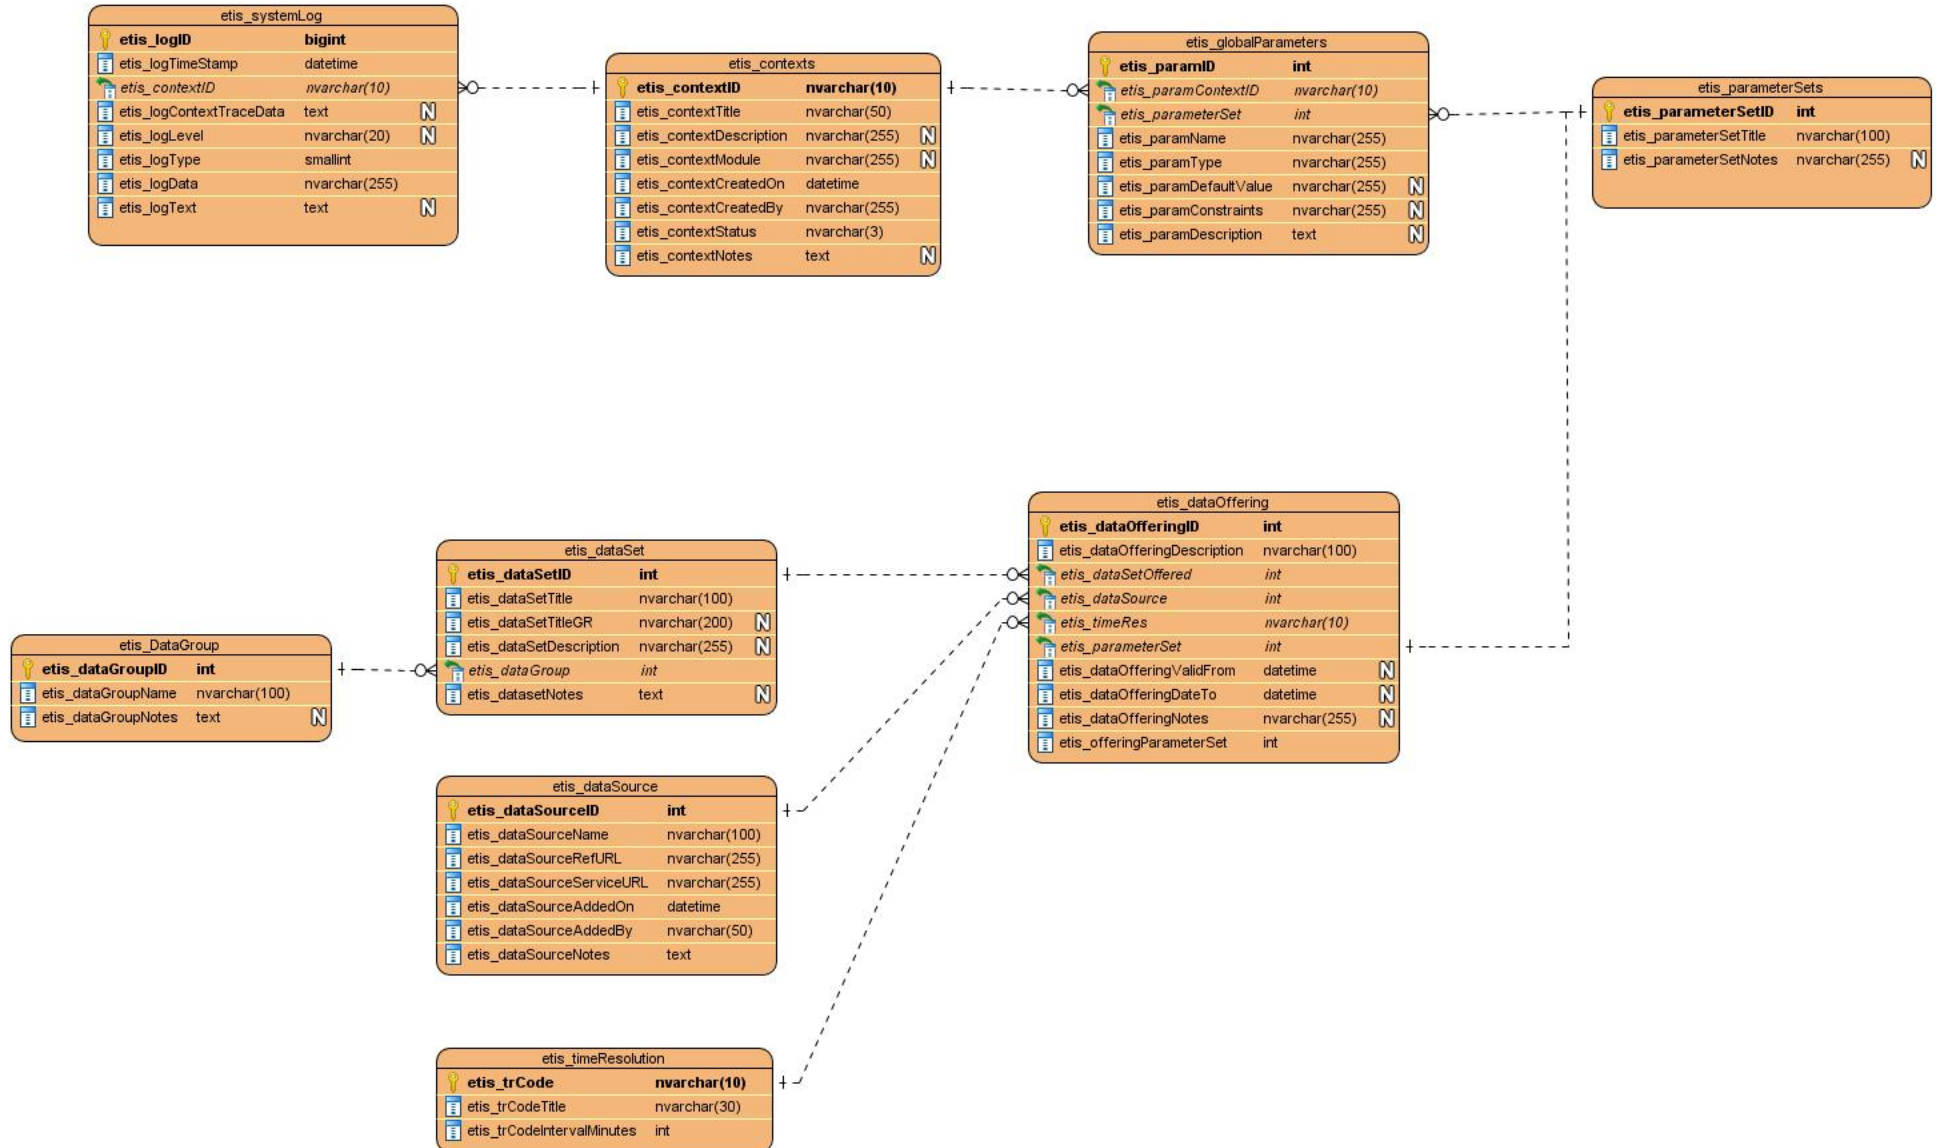 etis_systemLog
etis_logID bigint
etis_logTimeStamp datetime
etis_contextID nvarchar(10)
etis_logContextTraceData text N
etis_logLevel nvarchar(20) N
etis_logType smallint
etis_logData nvarchar(255)
etis_logText text N
etis_contexts
etis_contextID nvarchar(10)
etis_contextTitle nvarchar(50)
etis_contextDescription nvarchar(255) N
etis_contextModule nvarchar(255) N
etis_contextCreatedOn datetime
etis_contextCreatedBy nvarchar(255)
etis_contextStatus nvarchar(3)
etis_contextNotes text N
etis_globalParameters
etis_paramID int
etis_paramContextID nvarchar(10)
etis_parameterSet int
etis_paramName nvarchar(255)
etis_paramType nvarchar(255)
etis_paramDefaultValue nvarchar(255) N
etis_paramConstraints nvarchar(255) N
etis_paramDescription text N
etis_parameterSets
etis_parameterSetID int
etis_parameterSetTitle nvarchar(100)
etis_parameterSetNotes nvarchar(255) N
etis_DataGroup
etis_dataGroupID int
etis_dataGroupName nvarchar(100)
etis_dataGroupNotes text N
etis_dataSet
etis_dataSetID int
etis_dataSetTitle nvarchar(100)
etis_dataSetTitleGR nvarchar(200) N
etis_dataSetDescription nvarchar(255) N
etis_dataGroup int
etis_datasetNotes text N
etis_dataOffering
etis_dataOfferingID int
etis_dataOfferingDescription nvarchar(100)
etis_dataSetOffered int
etis_dataSource int
etis_timeRes nvarchar(10)
etis_parameterSet int
etis_dataOfferingValidFrom datetime N
etis_dataOfferingDateTo datetime N
etis_dataOfferingNotes nvarchar(255) N
etis_offeringParameterSet int
etis_dataSource
etis_dataSourceID int
etis_dataSourceName nvarchar(100)
etis_dataSourceRefURL nvarchar(255)
etis_dataSourceServiceURL nvarchar(255)
etis_dataSourceAddedOn datetime
etis_dataSourceAddedBy nvarchar(50)
etis_dataSourceNotes text
etis_timeResolution
etis_trCode nvarchar(10)
etis_trCodeTitle nvarchar(30)
etis_trCodeIntervalMinutes int